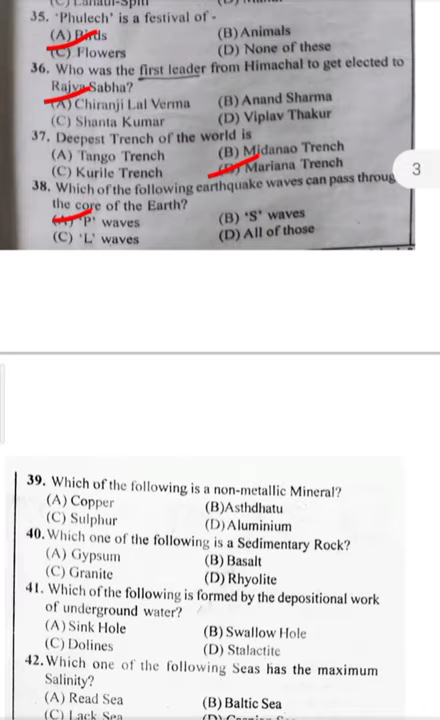 35. 'Phulech' is a festival of -
(A) Birds (B) Animals
(C) Flowers (D) None of these
36. Who was the first leader from Himachal to get elected to
Rajya Sabha?
(A) Chiranji Lal Verma (B) Anand Sharma
(C) Shanta Kumar (D) Viplav Thakur
37. Deepest Trench of the world is
(A) Tango Trench (B) Midanao Trench
(C) Kurile Trench (D) Mariana Trench
38. Which of the following earthquake waves can pass throug
the core of the Earth?
(A) 'P' waves (B) 'S' waves
(C) 'L' waves (D) All of those
3
39. Which of the following is a non-metallic Mineral?
(A) Copper (B)Asthdhatu
(C) Sulphur (D) Aluminium
40. Which one of the following is a Sedimentary Rock?
(A) Gypsum (B) Basalt
(C) Granite (D) Rhyolite
41. Which of the following is formed by the depositional work
of underground water?
(A) Sink Hole (B) Swallow Hole
(C) Dolines (D) Stalactite
42. Which one of the following Seas has the maximum
Salinity?
(A) Read Sea (B) Baltic Sea
(C) Lack Sea